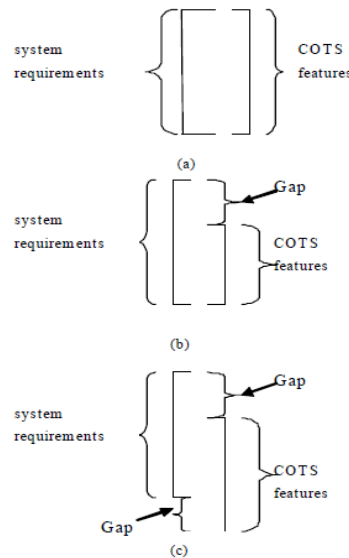 system
requirements
COTS
features
(a)
Gap
system
requirements
COTS
features
(b)
Gap
system
requirements
COTS
features
Gap
(c)